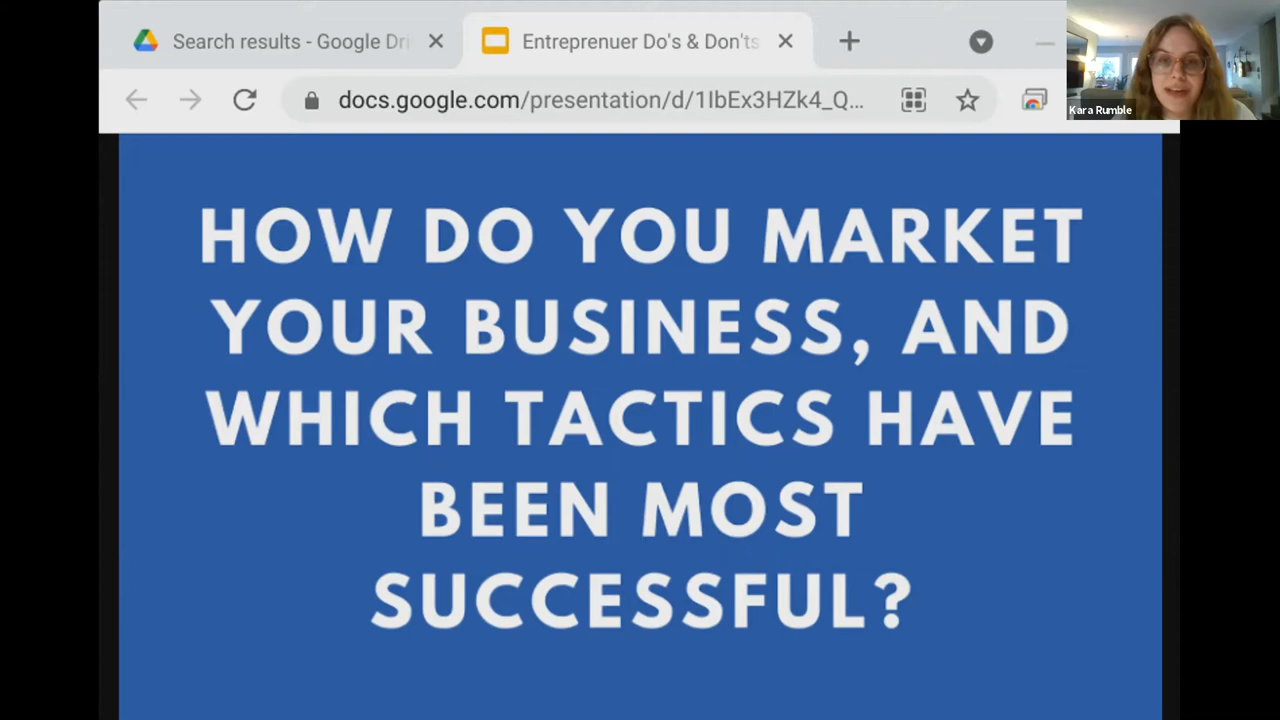 Search results - Google Dri
Entreprenuer Do's & Don'ts
docs.google.com/presentation/d/1IbEx3HZk4_Q...
Kara Rumble
HOW DO YOU MARKET
YOUR BUSINESS, AND
WHICH TACTICS HAVE
BEEN MOST
SUCCESSFUL?